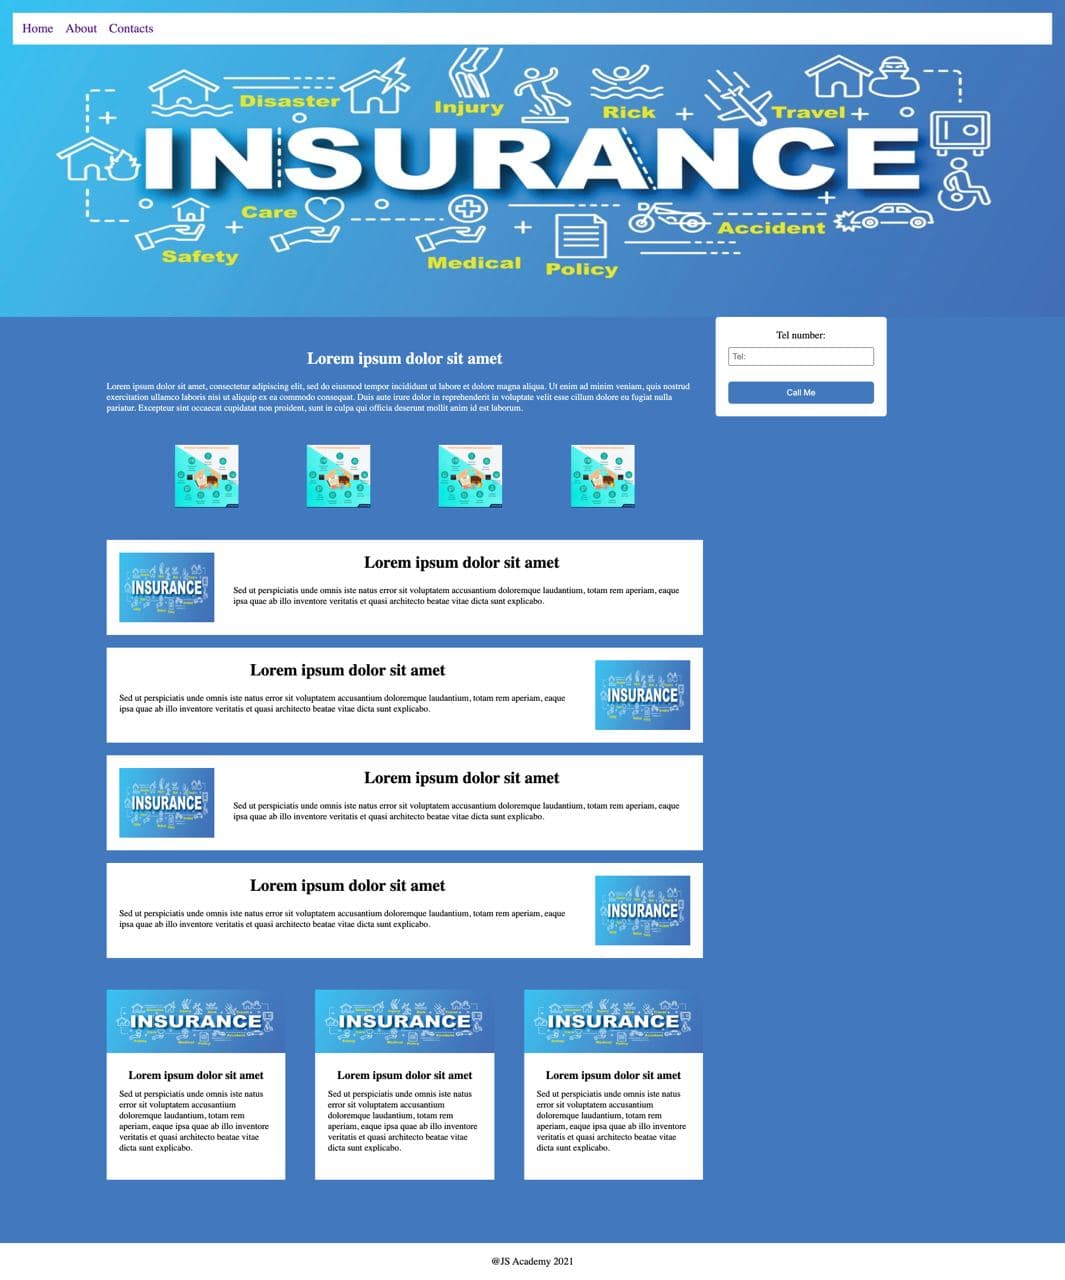 Home About Contacts
Disaster Injury Rick Travel
INSURANCE
Care Accident
Safety Medical Policy
Tel number:
Tel:
Call Me
Lorem ipsum dolor sit amet
Lorem ipsum dolor sit amet, consectetur adipiscing elit, sed do eiusmod tempor incididunt ut labore et dolore magna aliqua. Ut enim ad minim veniam, quis nostrud
exercitation ullamco laboris nisi ut aliquip ex ea commodo consequat. Duis aute irure dolor in reprehenderit in voluptate velit esse cillum dolore eu fugiat nulla
pariatur. Excepteur sint occaecat cupidatat non proident, sunt in culpa qui officia deserunt mollit anim id est laborum.
INSURANCE
Lorem ipsum dolor sit amet
Sed ut perspiciatis unde omnis iste natus error sit voluptatem accusantium doloremque laudantium, totam rem aperiam, eaque
ipsa quae ab illo inventore veritatis et quasi architecto beatae vitae dicta sunt explicabo.
Lorem ipsum dolor sit amet
Sed ut perspiciatis unde omnis iste natus error sit voluptatem accusantium doloremque laudantium, totam rem aperiam, eaque
ipsa quae ab illo inventore veritatis et quasi architecto beatae vitae dicta sunt explicabo.
INSURANCE
INSURANCE
Lorem ipsum dolor sit amet
Sed ut perspiciatis unde omnis iste natus error sit voluptatem accusantium doloremque laudantium, totam rem aperiam, eaque
ipsa quae ab illo inventore veritatis et quasi architecto beatae vitae dicta sunt explicabo.
Lorem ipsum dolor sit amet
Sed ut perspiciatis unde omnis iste natus error sit voluptatem accusantium doloremque laudantium, totam rem aperiam, eaque
ipsa quae ab illo inventore veritatis et quasi architecto beatae vitae dicta sunt explicabo.
INSURANCE
INSURANCE
Lorem ipsum dolor sit amet
Sed ut perspiciatis unde omnis iste natus
error sit voluptatem accusantium
doloremque laudantium, totam rem
aperiam, eaque ipsa quae ab illo inventore
veritatis et quasi architecto beatae vitae
dicta sunt explicabo.
INSURANCE
Lorem ipsum dolor sit amet
Sed ut perspiciatis unde omnis iste natus
error sit voluptatem accusantium
doloremque laudantium, totam rem
aperiam, eaque ipsa quae ab illo inventore
veritatis et quasi architecto beatae vitae
dicta sunt explicabo.
INSURANCE
Lorem ipsum dolor sit amet
Sed ut perspiciatis unde omnis iste natus
error sit voluptatem accusantium
doloremque laudantium, totam rem
aperiam, eaque ipsa quae ab illo inventore
veritatis et quasi architecto beatae vitae
dicta sunt explicabo.
@JS Academy 2021